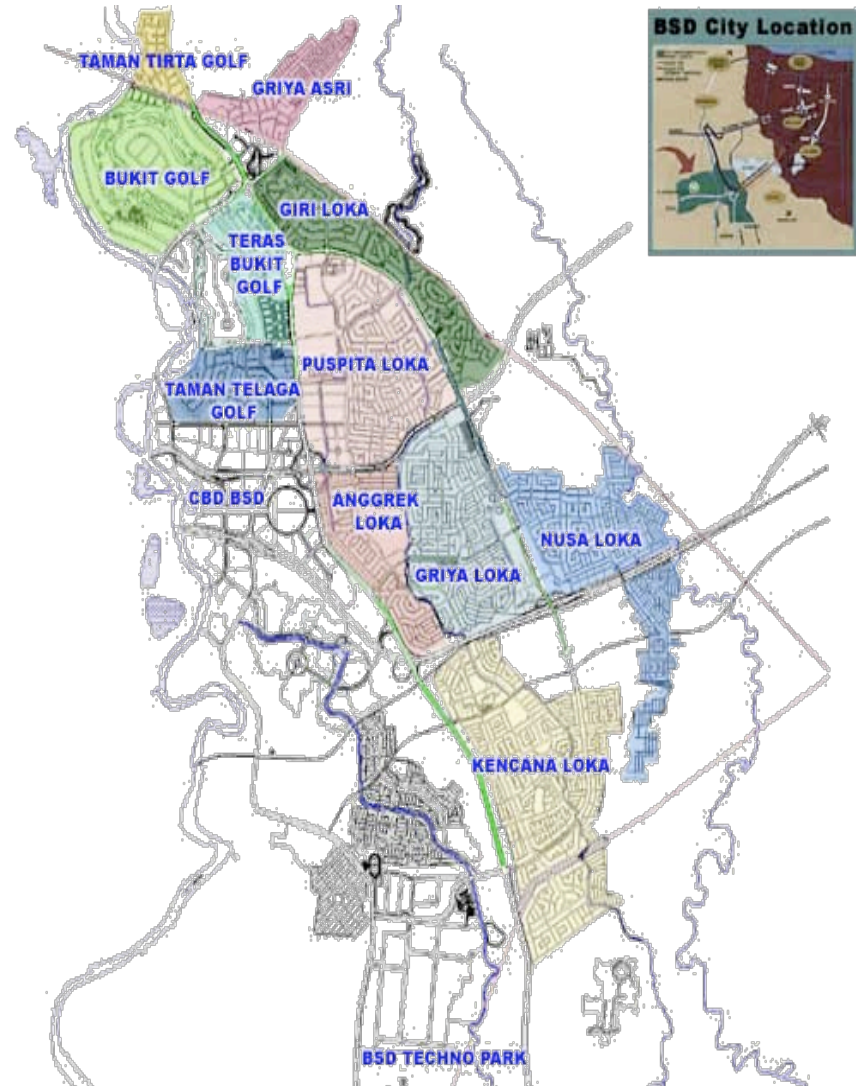 BSD City Location
TAMAN TIRTA GOLF
GRIYA ASRI
BUKIT GOLF
GIRI LOKA
TERAS
BUKIT
GOLF
PUSPITA LOKA
TAMAN TELAGA
GOLF
CBD BSD
ANGGREK
LOKA
NUSA LOKA
GRIYA LOKA
KENCANA LOKA
BSD TECHNO PARK